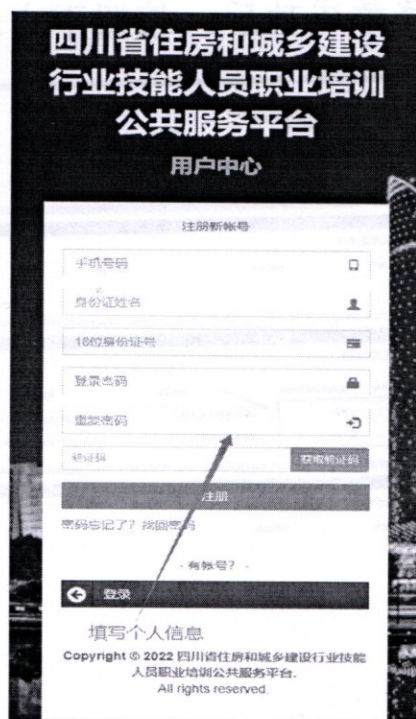 四川省住房和城乡建设
行业技能人员职业培训
公共服务平台
用户中心
注册新帐号
手机号码
身份证姓名
18位身份证号
登录密码
重复密码
验证码
获取验证码
注册
密码忘记了？找回密码
- 有帐号？ -
登录
填写个人信息
Copyright © 2022 四川省住房和城乡建设行业技能
人员职业培训公共服务平台.
All rights reserved.